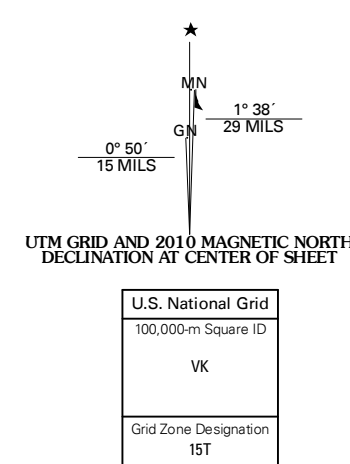 MN
1° 38´
29 MILS
GN
0° 50´
15 MILS
UTM GRID AND 2010 MAGNETIC NORTH
DECLINATION AT CENTER OF SHEET
U.S. National Grid
100,000-m Square ID
VK
Grid Zone Designation
15T